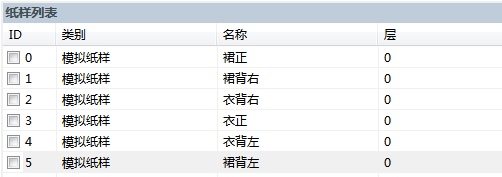 纸样列表
ID 类别 名称 层
0 模拟纸样 裙正 0
1 模拟纸样 裙背右 0
2 模拟纸样 衣背右 0
3 模拟纸样 衣正 0
4 模拟纸样 衣背左 0
5 模拟纸样 裙背左 0